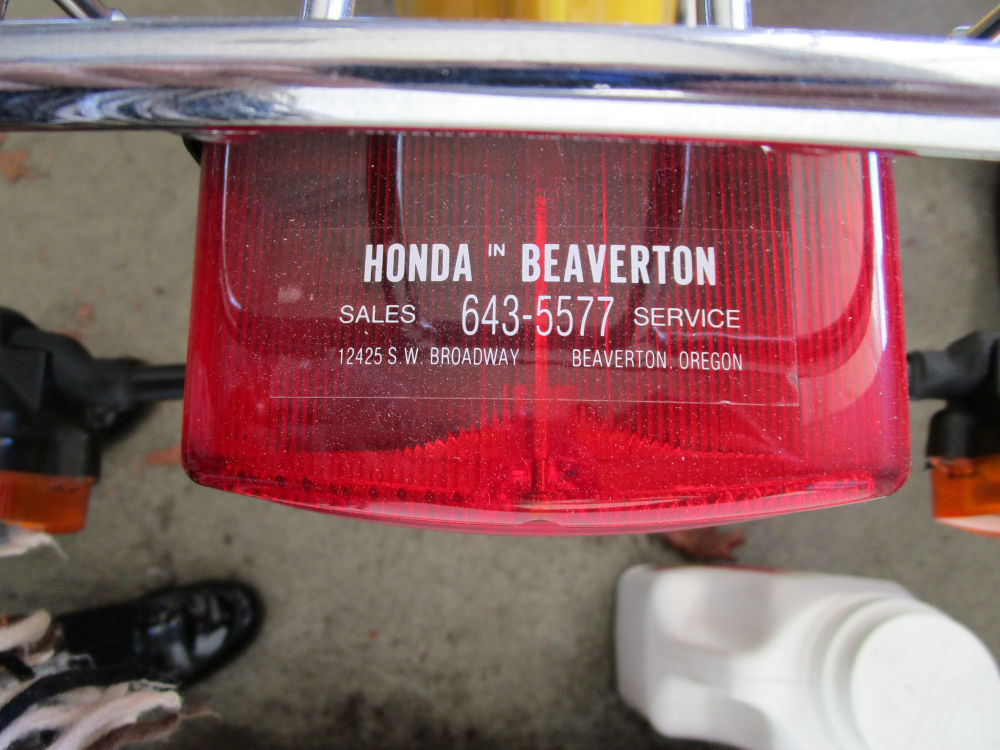 HONDA IN BEAVERTON
SALES 643-5577 SERVICE
12425 S.W. BROADWAY BEAVERTON, OREGON